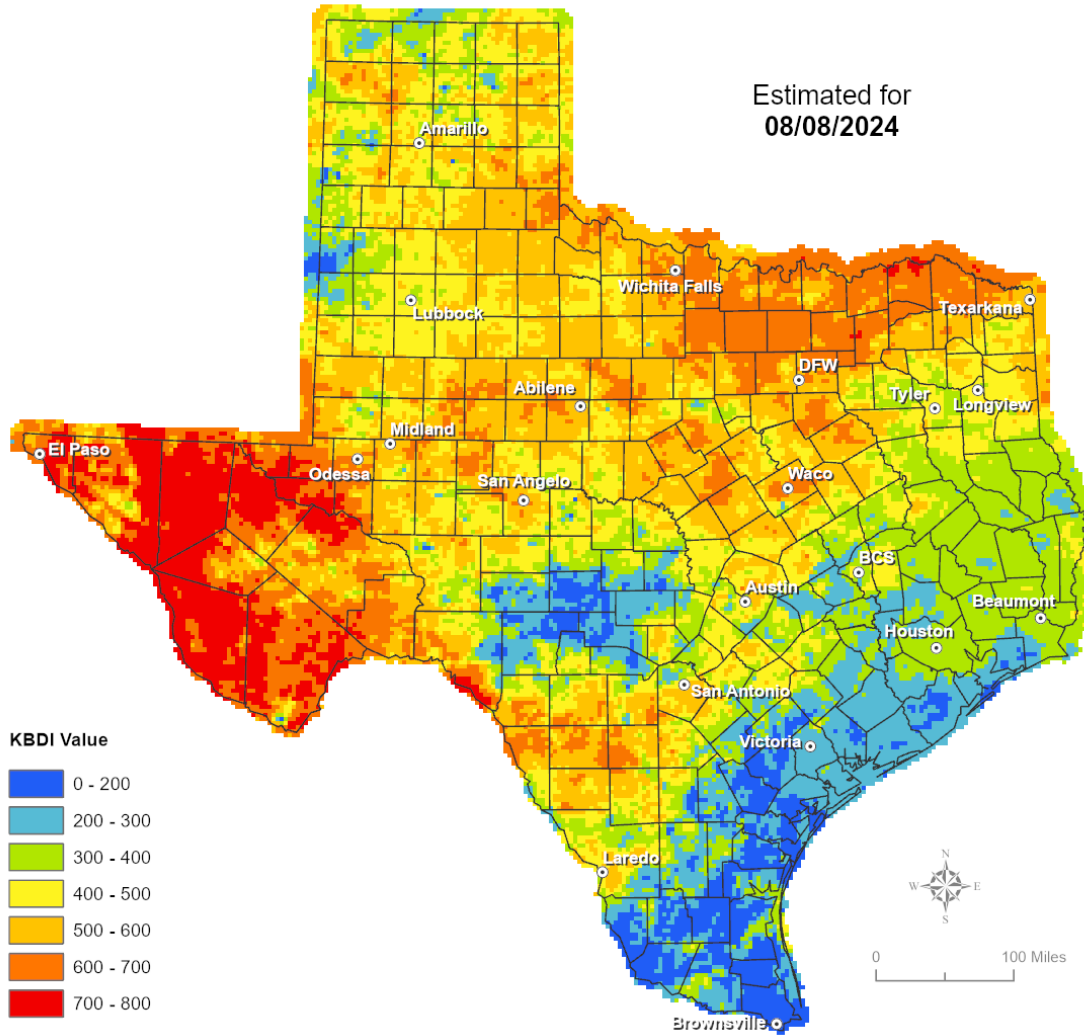 Estimated for
08/08/2024
Amarillo
Wichita Falls
Lubbock
Texarkana
DFW
Abilene
Tyler
Longview
Midland
El Paso
Odessa
San Angelo
Waco
BCS
Austin
Beaumont
Houston
San Antonio
Victoria
Laredo
Brownsville
KBDI Value
0 - 200
200 - 300
300 - 400
400 - 500
500 - 600
600 - 700
700 - 800
N
W
E
S
0
100 Miles